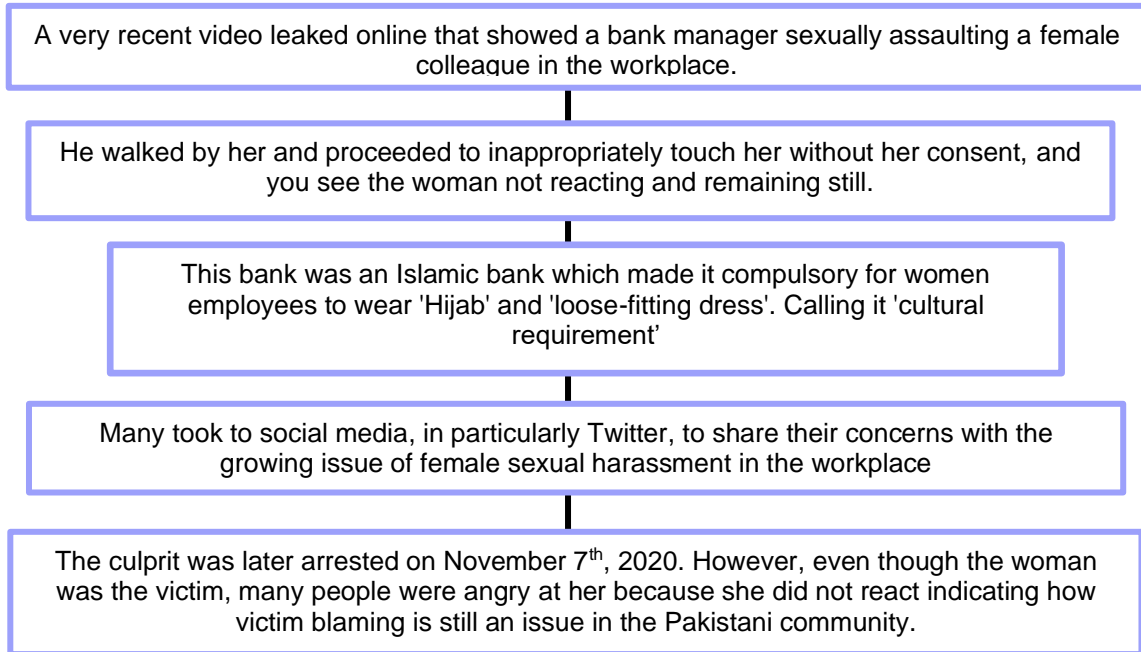 A very recent video leaked online that showed a bank manager sexually assaulting a female
colleague in the workplace.
He walked by her and proceeded to inappropriately touch her without her consent, and
you see the woman not reacting and remaining still.
This bank was an Islamic bank which made it compulsory for women
employees to wear 'Hijab' and 'loose-fitting dress'. Calling it 'cultural
requirement’
Many took to social media, in particularly Twitter, to share their concerns with the
growing issue of female sexual harassment in the workplace
The culprit was later arrested on November 7th, 2020. However, even though the woman
was the victim, many people were angry at her because she did not react indicating how
victim blaming is still an issue in the Pakistani community.